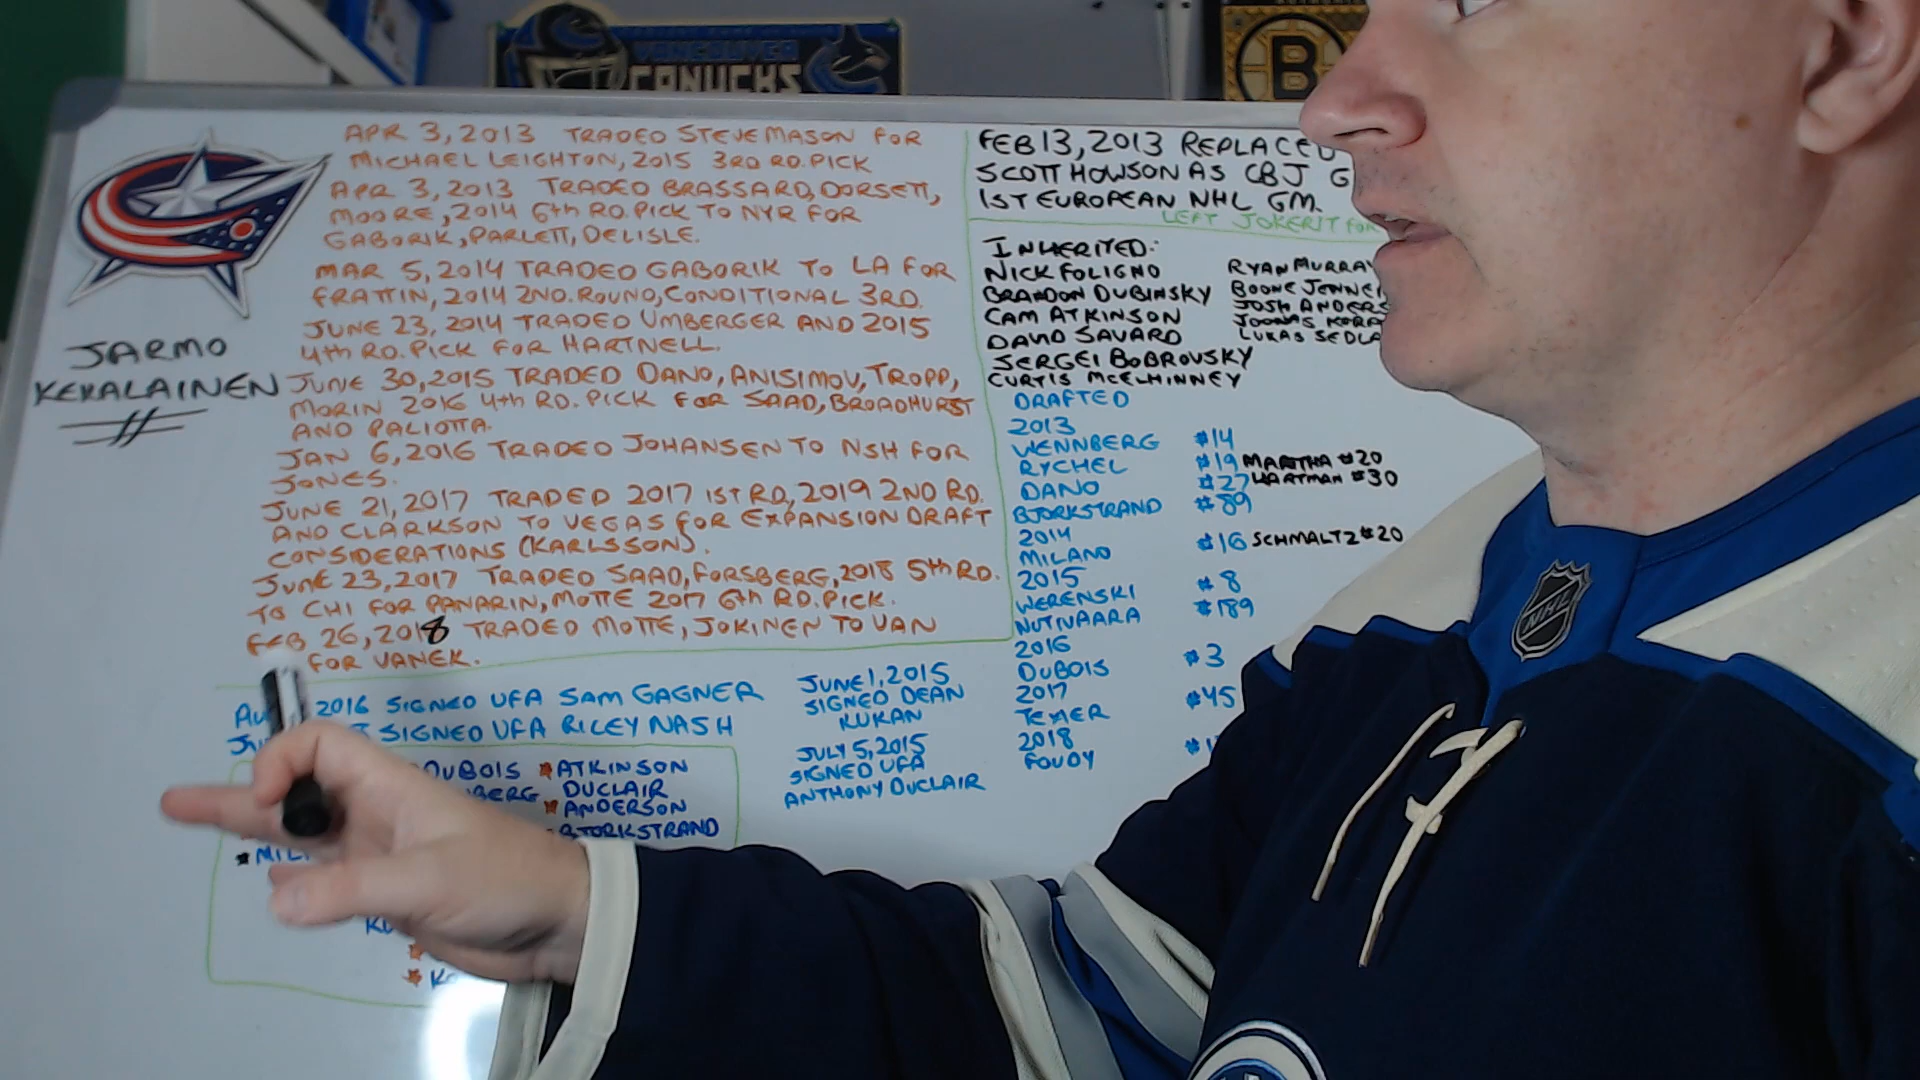 VANCOUVER
CANUCKS
B
JARMO
KEKALAINEN
APR 3, 2013 TRADED STEVE MASON FOR
MICHAEL LEIGHTON, 2015 3RD RD. PICK
APR 3, 2013 TRADED BRASSARD, DORSETT,
MOORE, 2014 6th RD. PICK TO NYR FOR
GABORIK, PARLETT, DELISLE.
MAR 5, 2014 TRADED GABORIK TO LA FOR
FRATTIN, 2014 2ND. ROUND, CONDITIONAL 3RD.
JUNE 23, 2014 TRADED UMBERGER AND 2015
4th RD. PICK FOR HARTNELL.
JUNE 30, 2015 TRADED DANO, ANISIMOV, TROPP,
MORIN 2016 4th RD. PICK FOR SAAD, BROADHURST
AND PALIOTTA.
JAN 6, 2016 TRADED JOHANSEN TO NSH FOR
JONES.
JUNE 21, 2017 TRADED 2017 1ST RD, 2019 2ND RD.
AND CLARKSON TO VEGAS FOR EXPANSION DRAFT
CONSIDERATIONS (KARLSSON).
JUNE 23, 2017 TRADED SAAD, FORSBERG, 2018 5th RD.
TO CHI FOR PANARIN, MOTTE 2017 6th RD. PICK.
FEB 26, 2018 TRADED MOTTE, JOKINEN TO VAN
FOR VANEK.
2016 SIGNED UFA SAM GAGNER
SIGNED UFA RILEY NASH
DUBOIS ATKINSON
DUCLAIR
ANDERSON
BJORKSTRAND
JUNE 1, 2015
SIGNED DEAN
KUKAN
JULY 5, 2015
SIGNED UFA
ANTHONY DUCLAIR
FEB 13, 2013 REPLACED
SCOTT HOWSON AS CBJ G
1ST EUROPEAN NHL GM.
LEFT JOKERIT FOR
INHERITED:
NICK FOLIGNO
BRANDON DUBINSKY
CAM ATKINSON
DAVID SAVARD
SERGEI BOBROVSKY
CURTIS MCELHINNEY
RYAN MURRAY
BOONE JENNE
JOSH ANDERS
JOONAS KORP
LUKAS SEDLA
DRAFTED
2013
WENNBERG #14
RYCHEL #19 MANTHA #20
DANO #27 HARTMAN #30
BJORKSTRAND #89
2014
MILANO #16 SCHMALTZ #20
2015
WERENSKI #8
NUTIVAARA #189
2016
DUBOIS #3
2017
TEXIER #45
2018
FOUDY
NHL